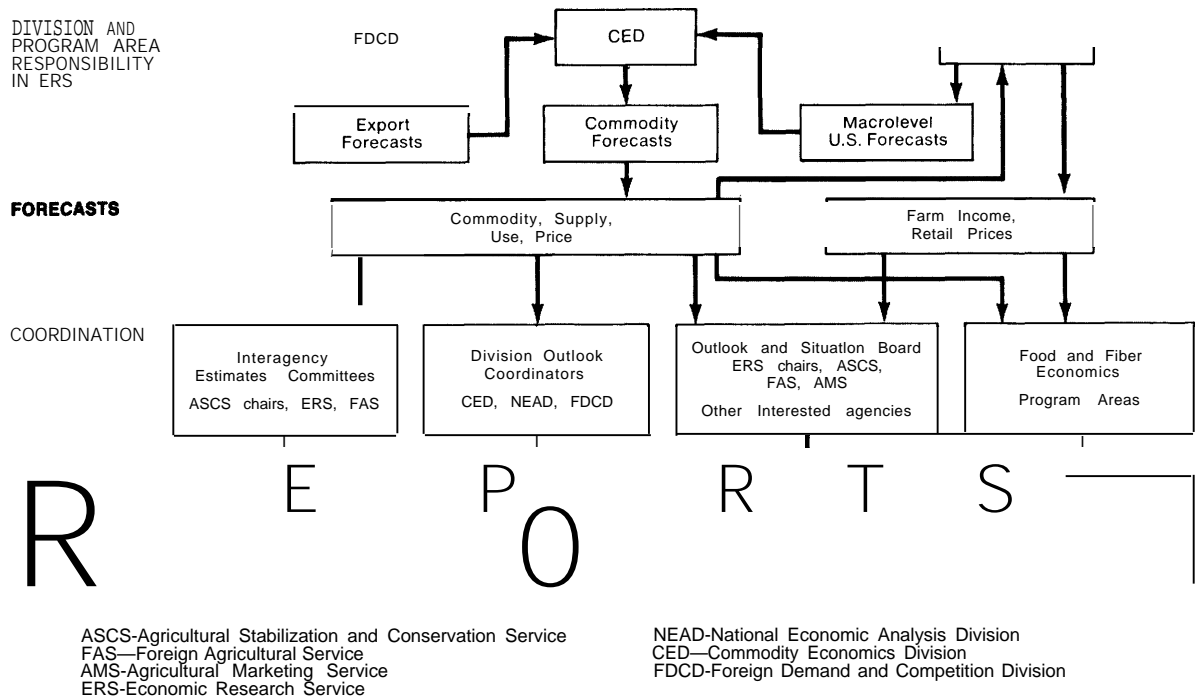 DIVISION AND
PROGRAM AREA
RESPONSIBILITY
IN ERS
FDCD
CED
Export
Forecasts
Commodity
Forecasts
Macrolevel
U.S. Forecasts
FORECASTS
Commodity, Supply,
Use, Price
Farm Income,
Retail Prices
COORDINATION
Interagency
Estimates Committees
ASCS chairs, ERS, FAS
Division Outlook
Coordinators
CED, NEAD, FDCD
Outlook and Situation Board
ERS chairs, ASCS,
FAS, AMS
Other Interested agencies
Food and Fiber
Economics
Program Areas
R E P O R T S
ASCS-Agricultural Stabilization and Conservation Service
FAS—Foreign Agricultural Service
AMS-Agricultural Marketing Service
ERS-Economic Research Service
NEAD-National Economic Analysis Division
CED—Commodity Economics Division
FDCD-Foreign Demand and Competition Division